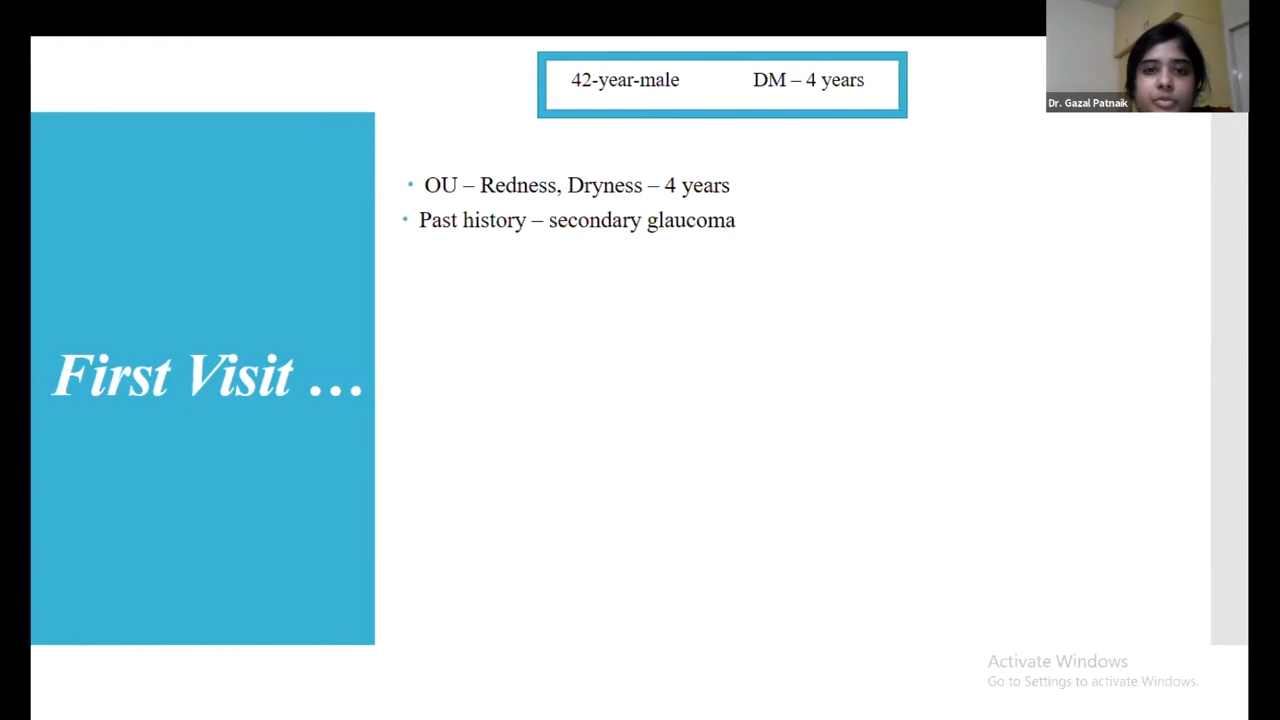 42-year-male DM – 4 years
Dr. Gazal Patnaik
• OU – Redness, Dryness – 4 years
• Past history – secondary glaucoma
First Visit …
Activate Windows
Go to Settings to activate Windows.